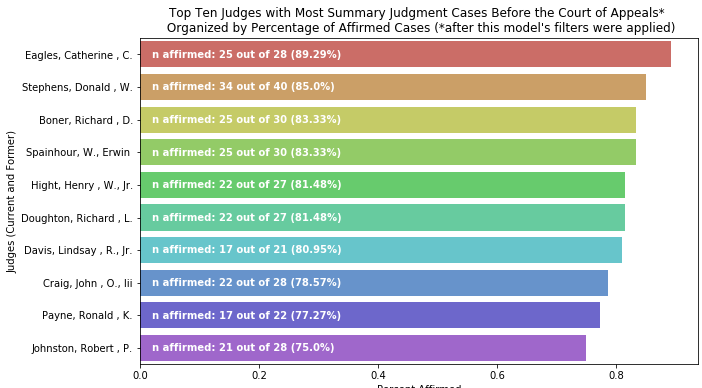 Top Ten Judges with Most Summary Judgment Cases Before the Court of Appeals*
Organized by Percentage of Affirmed Cases (*after this model's filters were applied)
Judges (Current and Former)
Eagles, Catherine , C.
n affirmed: 25 out of 28 (89.29%)
Stephens, Donald , W.
n affirmed: 34 out of 40 (85.0%)
Boner, Richard , D.
n affirmed: 25 out of 30 (83.33%)
Spainhour, W., Erwin
n affirmed: 25 out of 30 (83.33%)
Hight, Henry , W., Jr.
n affirmed: 22 out of 27 (81.48%)
Doughton, Richard , L.
n affirmed: 22 out of 27 (81.48%)
Davis, Lindsay , R., Jr.
n affirmed: 17 out of 21 (80.95%)
Craig, John , O., Iii
n affirmed: 22 out of 28 (78.57%)
Payne, Ronald , K.
n affirmed: 17 out of 22 (77.27%)
Johnston, Robert , P.
n affirmed: 21 out of 28 (75.0%)
0.0 0.2 0.4 0.6 0.8
Percent Affirmed